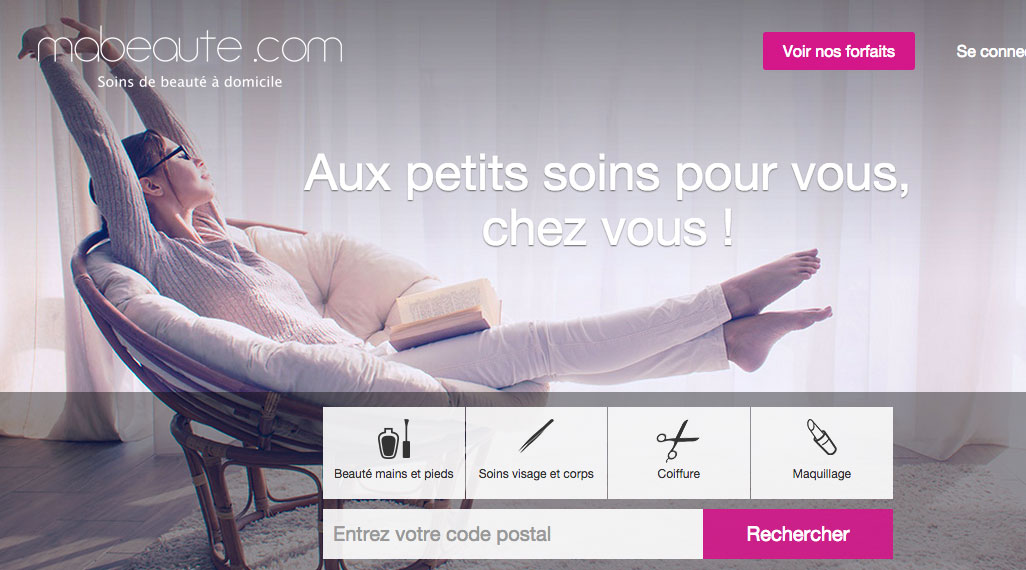 mabeaute .com
Soins de beauté à domicile
Voir nos forfaits
Se connec
Aux petits soins pour vous,
chez vous !
Beauté mains et pieds
Soins visage et corps
Coiffure
Maquillage
Entrez votre code postal
Rechercher